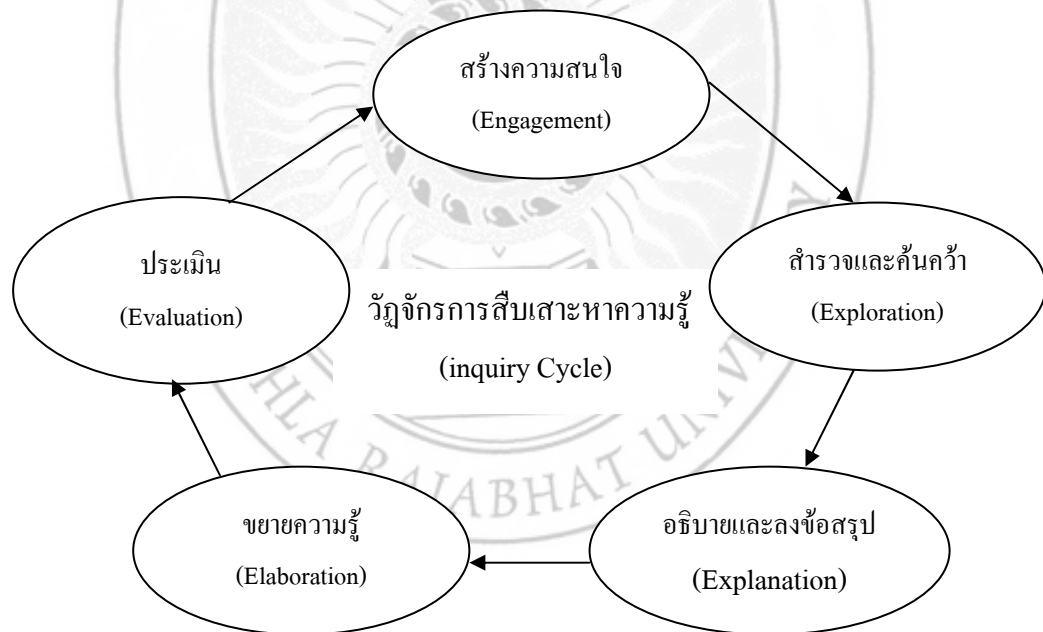 สร้างความสนใจ
(Engagement)
สำรวจและค้นคว้า
(Exploration)
ประเมิน
(Evaluation)
วัฏจักรการสืบเสาะหาความรู้
(inquiry Cycle)
อธิบายและลงข้อสรุป
(Explanation)
ขยายความรู้
(Elaboration)
HLA RAJABHAT UNIV